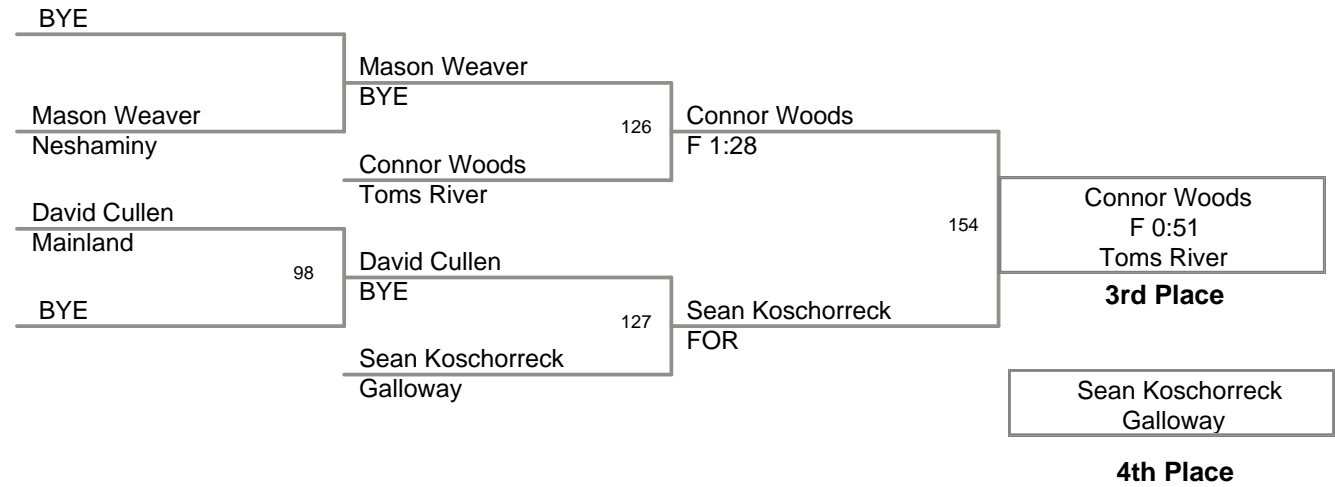 BYE
Mason Weaver
BYE
Mason Weaver
Neshaminy
126
Connor Woods
F 1:28
Connor Woods
Toms River
David Cullen
Mainland
98
154
Connor Woods
F 0:51
Toms River
3rd Place
David Cullen
BYE
BYE
127
Sean Koschorreck
FOR
Sean Koschorreck
Galloway
Sean Koschorreck
Galloway
4th Place